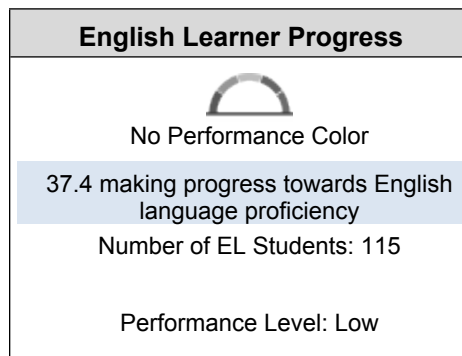 English Learner Progress
No Performance Color
37.4 making progress towards English
language proficiency
Number of EL Students: 115
Performance Level: Low